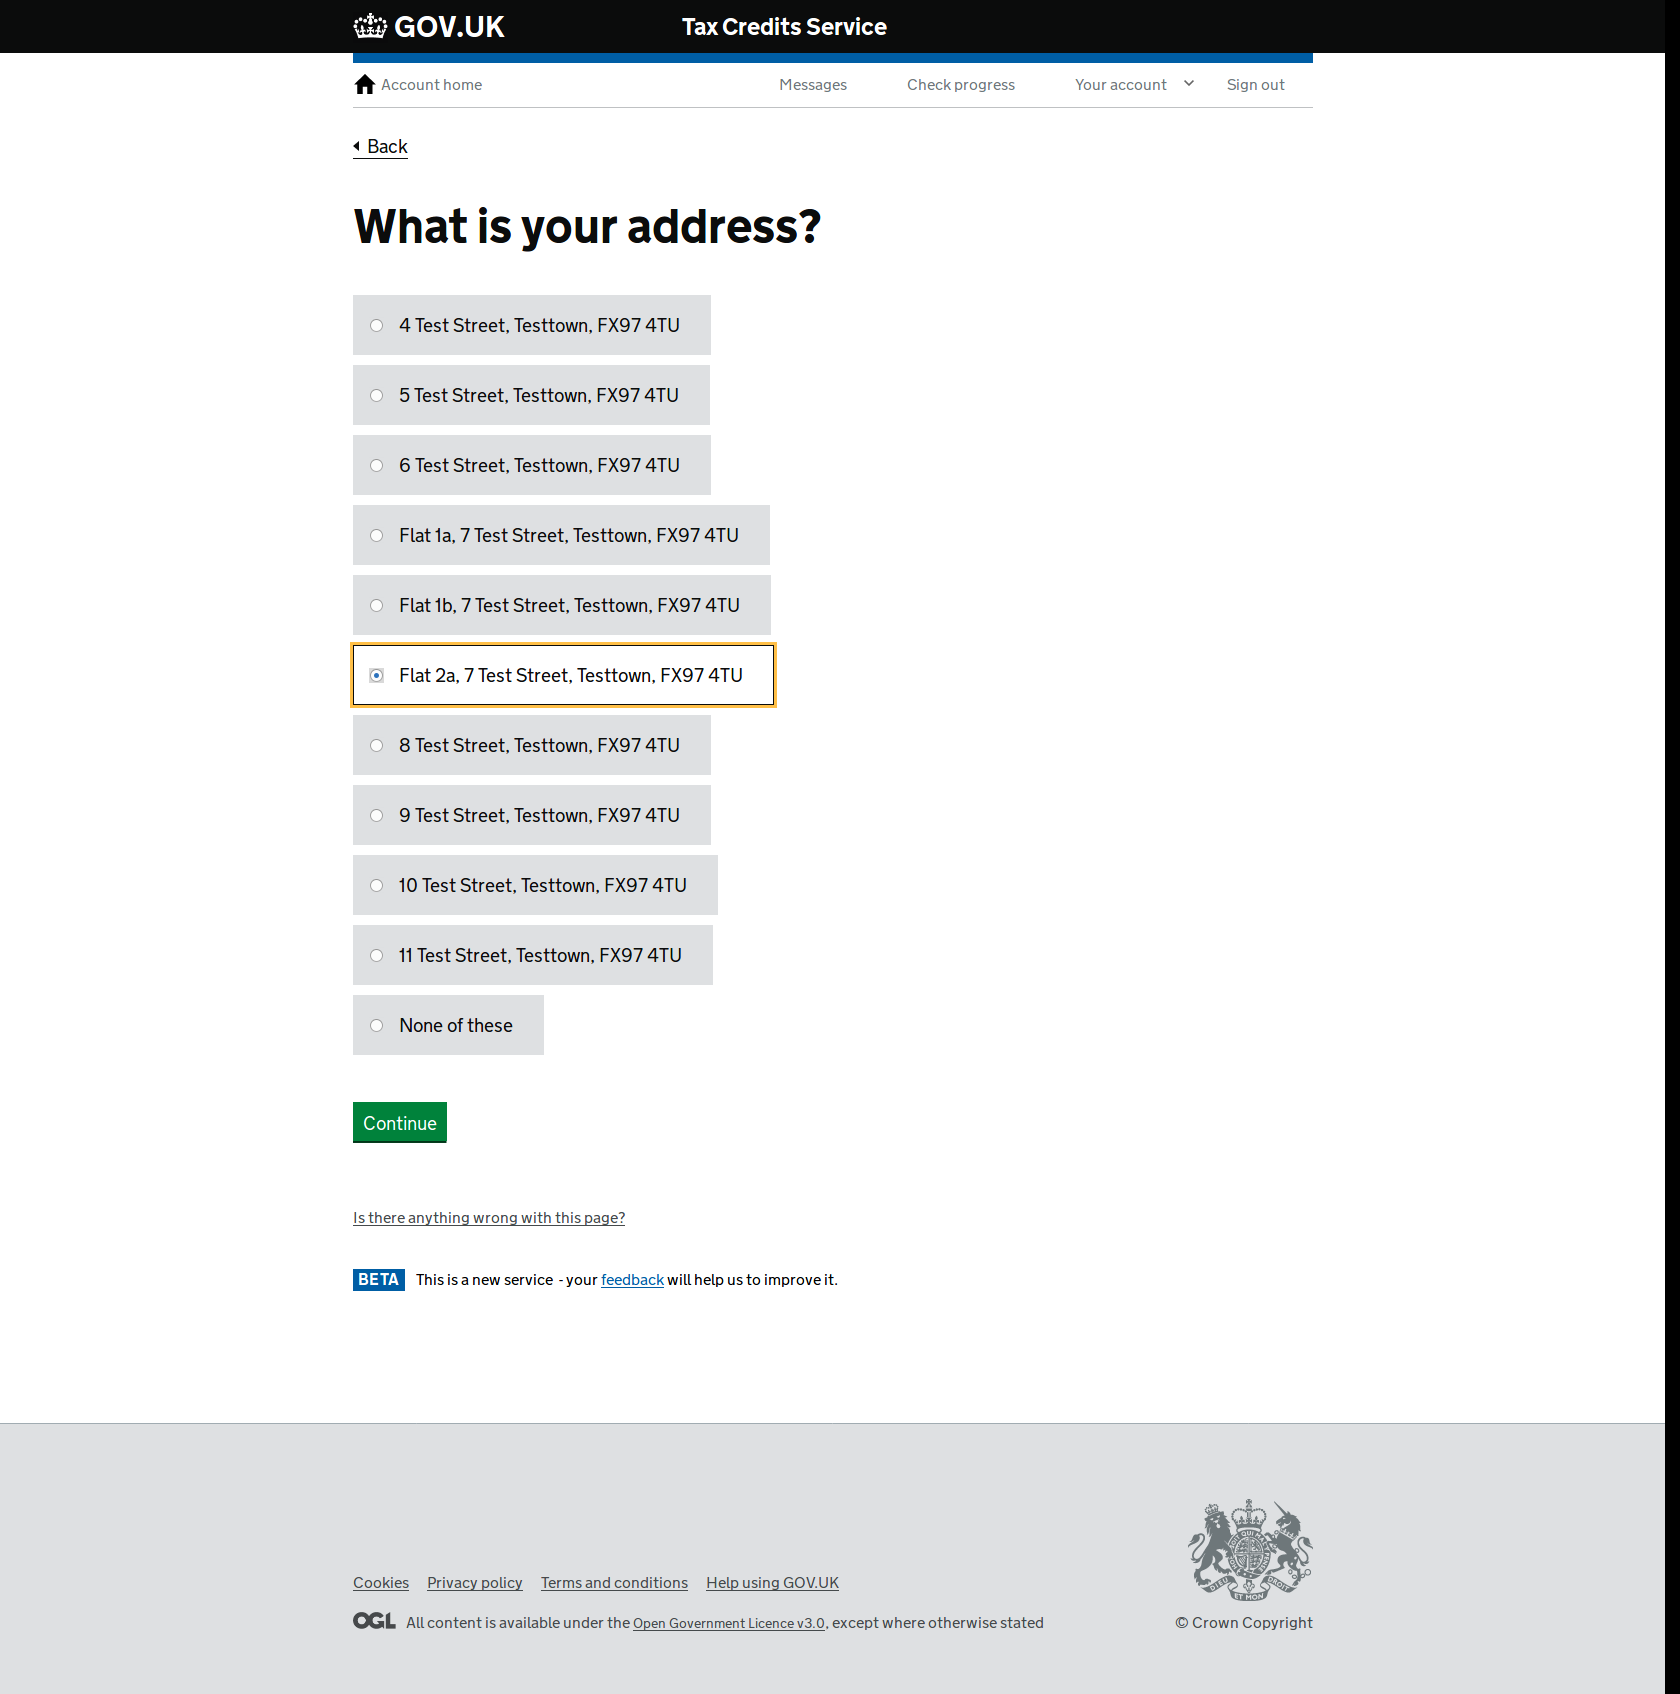 GOV.UK Tax Credits Service
Account home Messages Check progress Your account Sign out
Back
What is your address?
4 Test Street, Testtown, FX97 4TU
5 Test Street, Testtown, FX97 4TU
6 Test Street, Testtown, FX97 4TU
Flat 1a, 7 Test Street, Testtown, FX97 4TU
Flat 1b, 7 Test Street, Testtown, FX97 4TU
Flat 2a, 7 Test Street, Testtown, FX97 4TU
8 Test Street, Testtown, FX97 4TU
9 Test Street, Testtown, FX97 4TU
10 Test Street, Testtown, FX97 4TU
11 Test Street, Testtown, FX97 4TU
None of these
Continue
Is there anything wrong with this page?
BETA This is a new service - your feedback will help us to improve it.
Cookies Privacy policy Terms and conditions Help using GOV.UK
OGL All content is available under the Open Government Licence v3.0, except where otherwise stated
© Crown Copyright